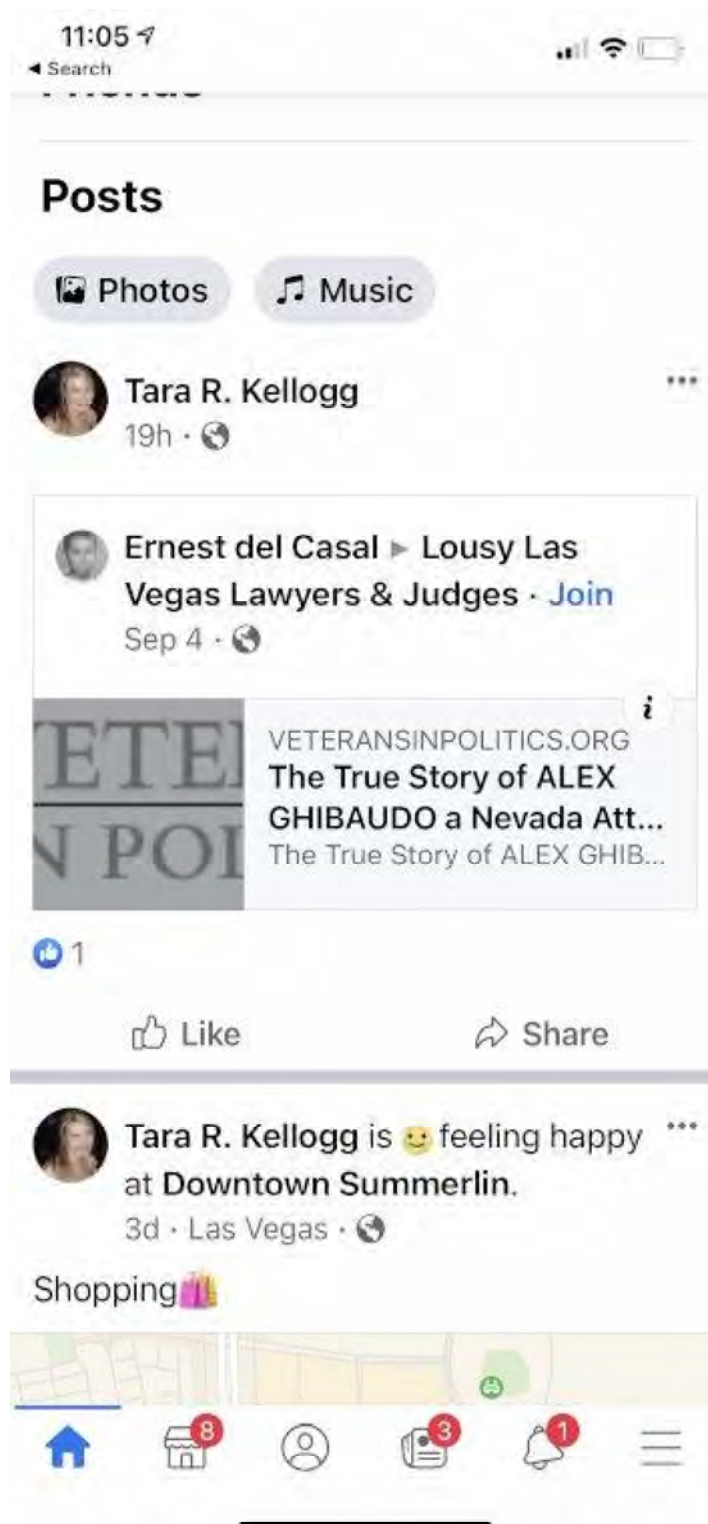 11:05
◂ Search
Friends
Posts
Photos
Music
Tara R. Kellogg
19h ·
Ernest del Casal ▸ Lousy Las
Vegas Lawyers & Judges · Join
Sep 4 ·
i
ETE
N POL
VETERANSINPOLITICS.ORG
The True Story of ALEX
GHIBAUDO a Nevada Att...
The True Story of ALEX GHIB...
1
Like
Share
Tara R. Kellogg is 🙂 feeling happy
at Downtown Summerlin.
3d · Las Vegas ·
Shopping🛍️
8
3
1